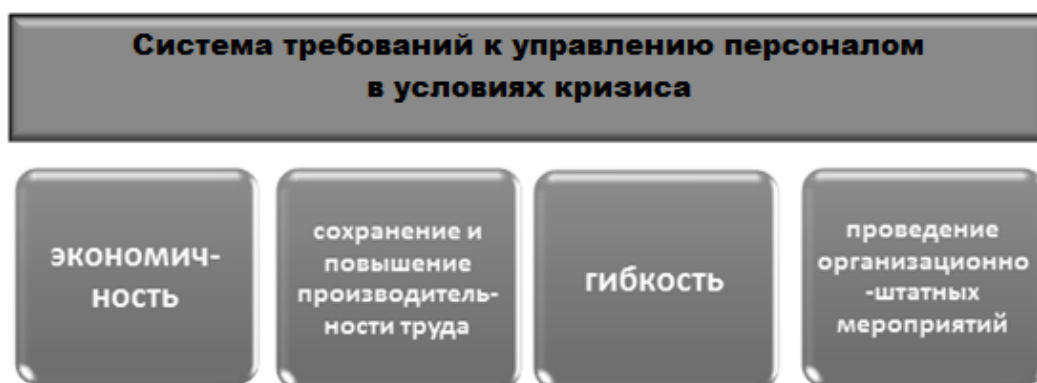 Система требований к управлению персоналом
в условиях кризиса
экономич-
ность
сохранение и
повышение
производитель-
ности труда
гибкость
проведение
организационно
-штатных
мероприятий